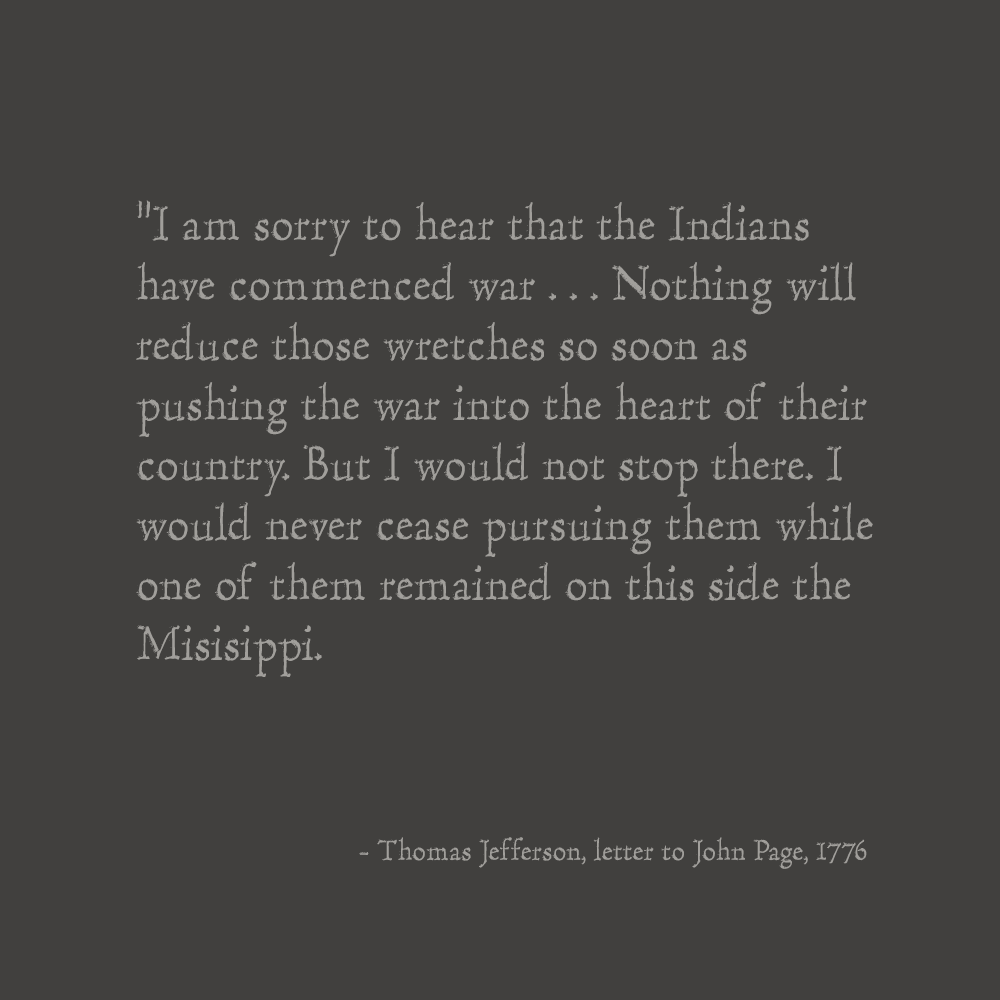 "I am sorry to hear that the Indians
have commenced war . . . Nothing will
reduce those wretches so soon as
pushing the war into the heart of their
country. But I would not stop there. I
would never cease pursuing them while
one of them remained on this side the
Misisippi.
- Thomas Jefferson, letter to John Page, 1776